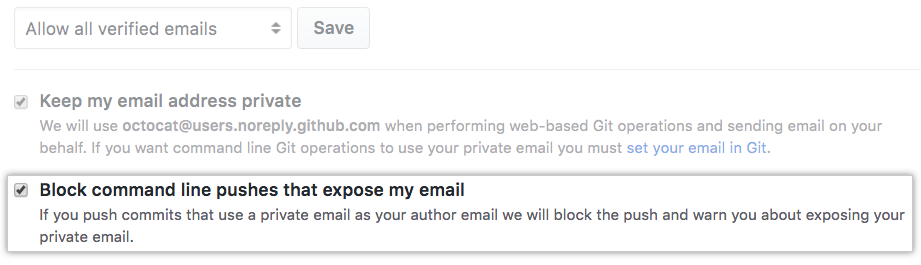 Allow all verified emails Save
Keep my email address private
We will use octocat@users.noreply.github.com when performing web-based Git operations and sending email on your
behalf. If you want command line Git operations to use your private email you must set your email in Git.
Block command line pushes that expose my email
If you push commits that use a private email as your author email we will block the push and warn you about exposing your
private email.